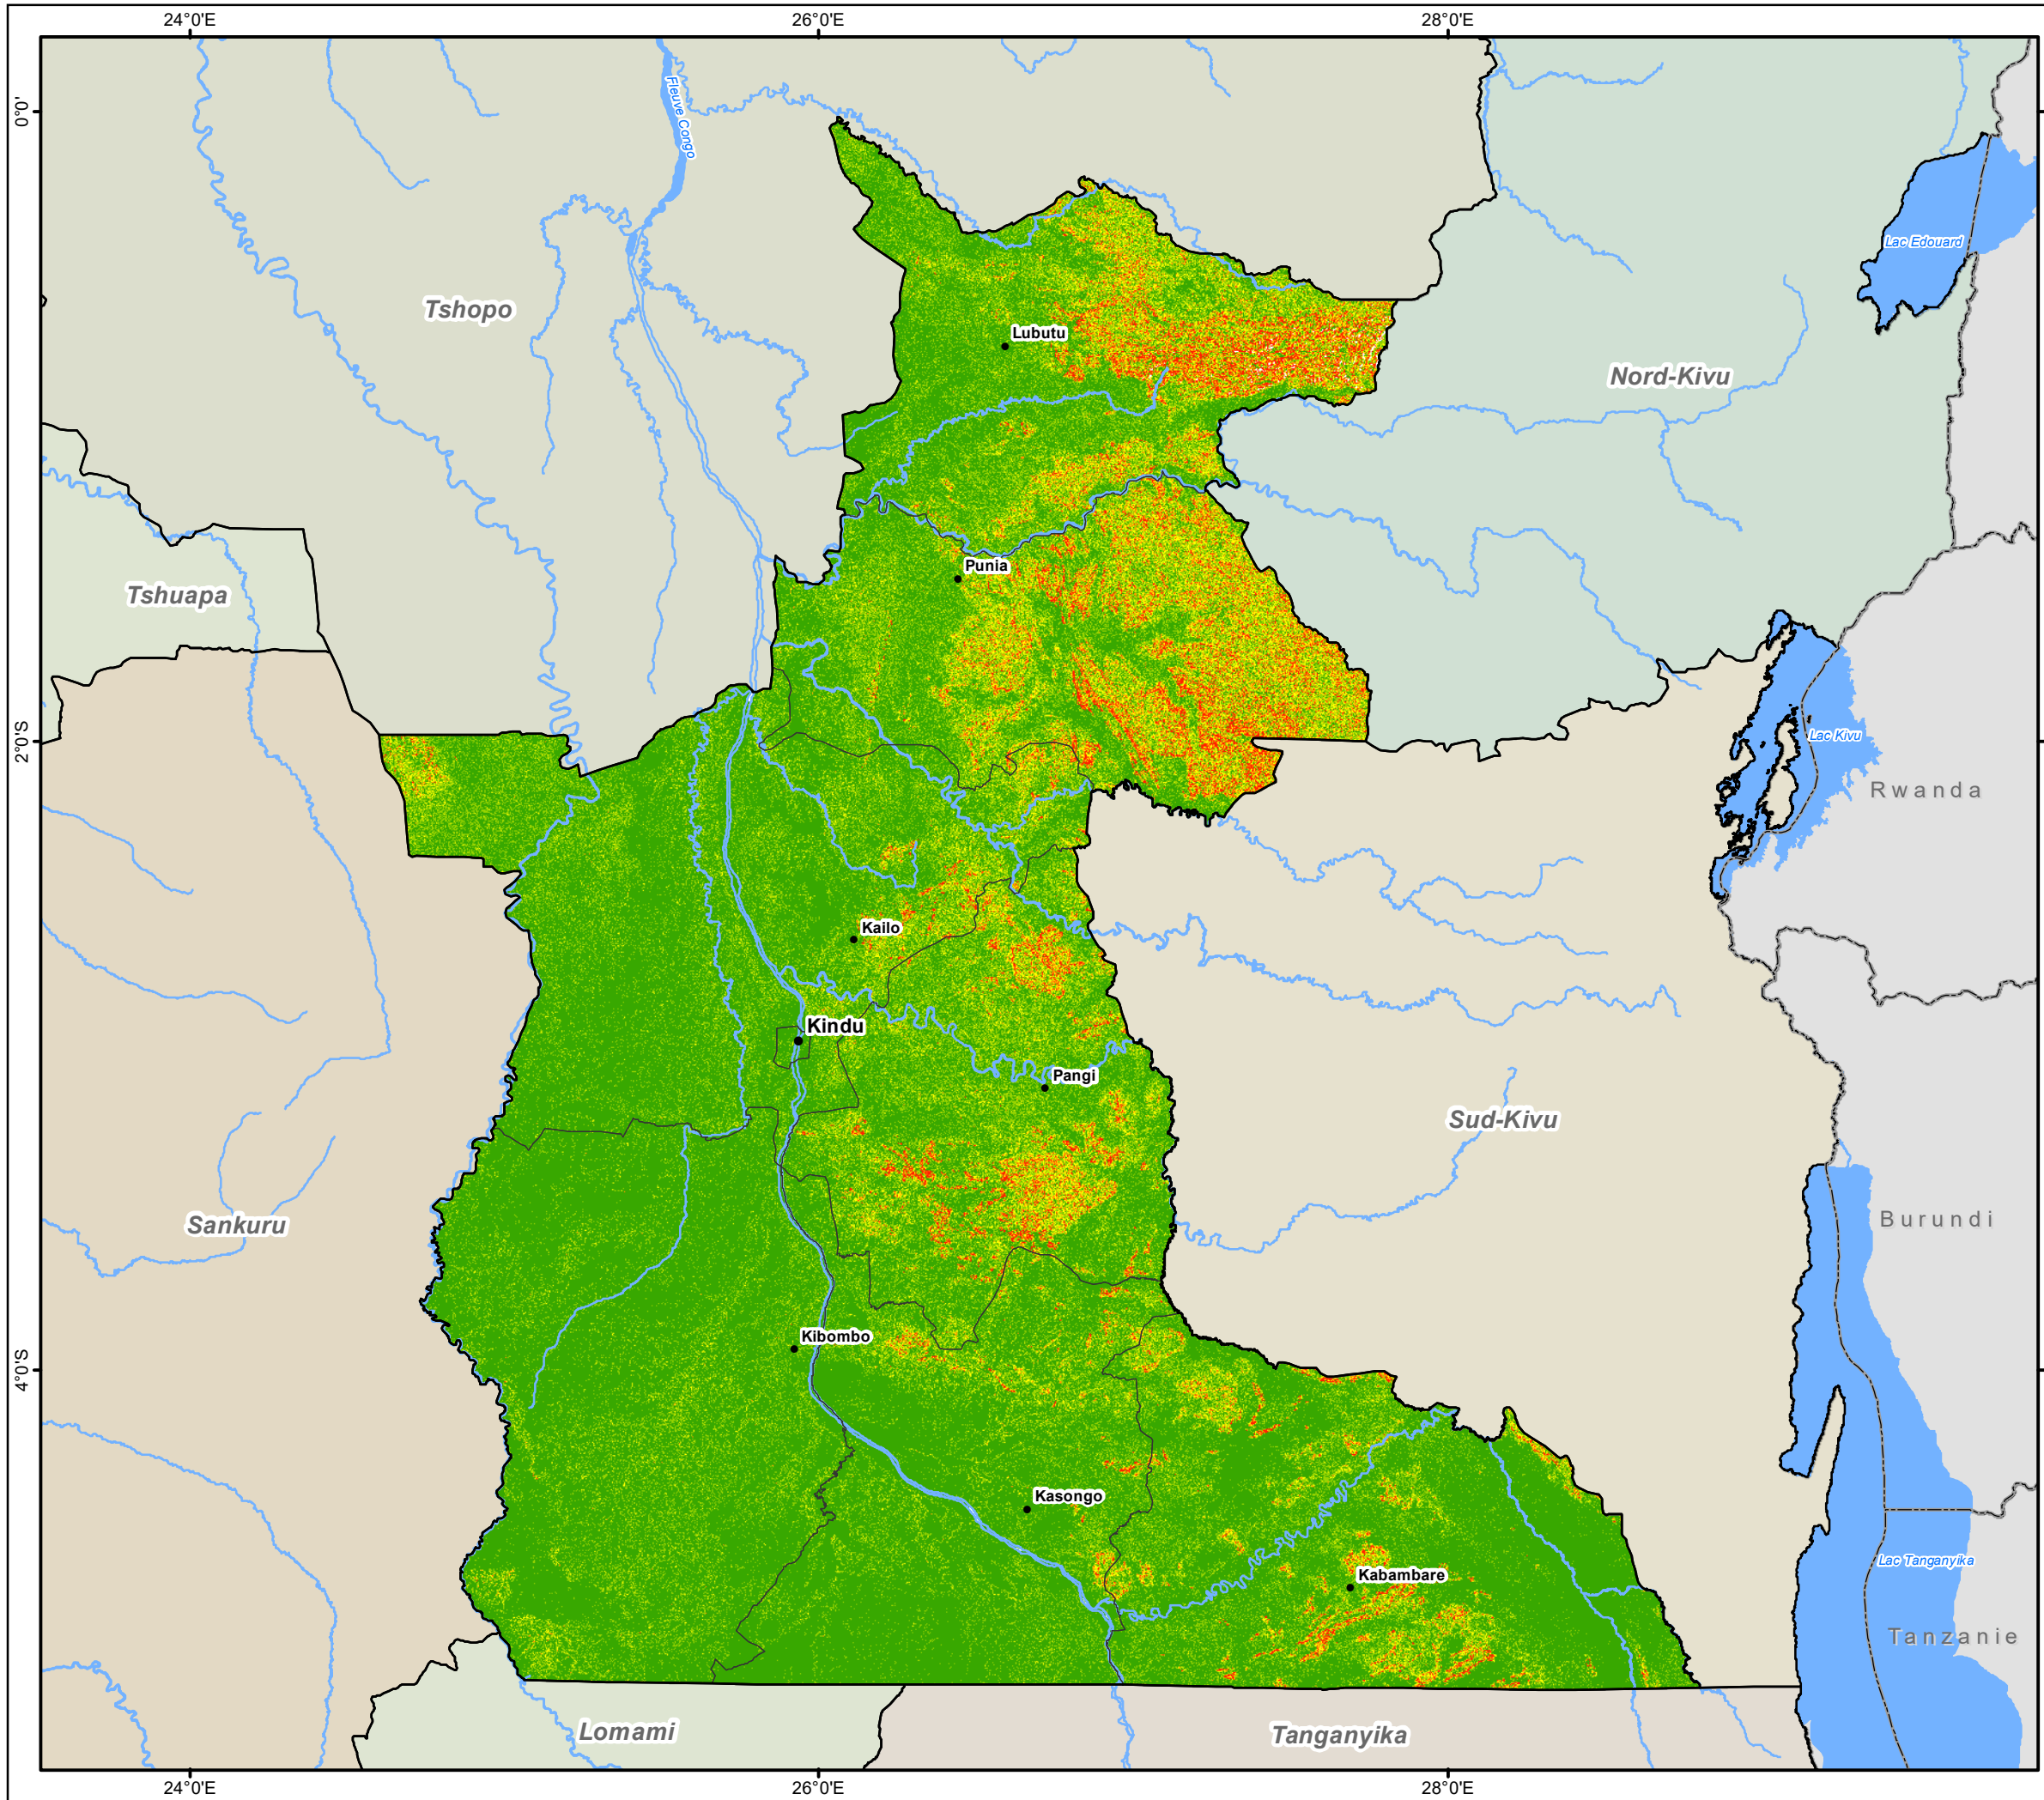 24°0'E
26°0'E
28°0'E
0°0'
Fleuve Congo
Lac Edouard
Tshopo
Lubutu
Nord-Kivu
Punia
Tshuapa
2°0'S
Lac Kivu
Rwanda
Kailo
Kindu
Pangi
Sud-Kivu
Sankuru
Burundi
Kibombo
4°0'S
Kasongo
Kabambare
Lac Tanganyika
Tanzanie
Lomami
Tanganyika
24°0'E
26°0'E
28°0'E